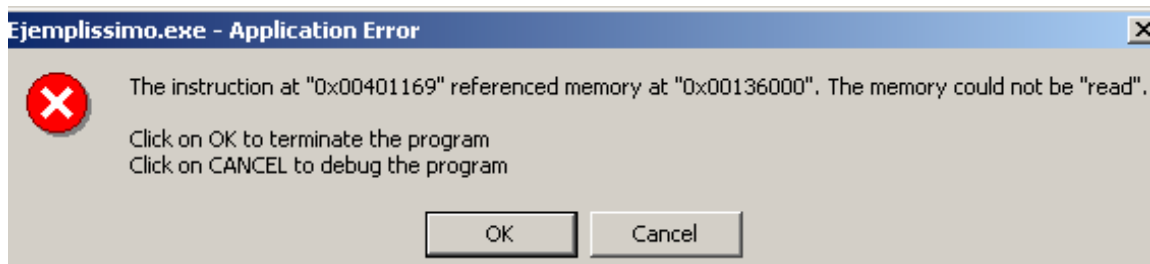 Ejemplissimo.exe - Application Error
The instruction at "0x00401169" referenced memory at "0x00136000". The memory could not be "read".
Click on OK to terminate the program
Click on CANCEL to debug the program
OK
Cancel